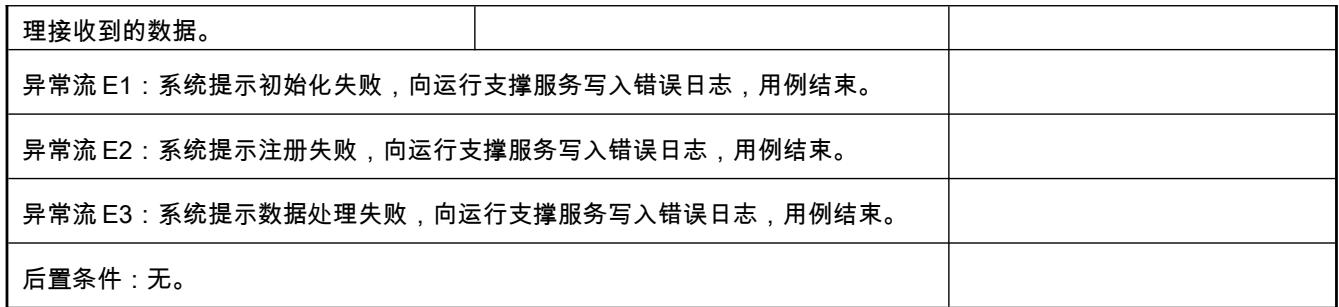 理接收到的数据。
异常流 E1：系统提示初始化失败，向运行支撑服务写入错误日志，用例结束。
异常流 E2：系统提示注册失败，向运行支撑服务写入错误日志，用例结束。
异常流 E3：系统提示数据处理失败，向运行支撑服务写入错误日志，用例结束。
后置条件：无。